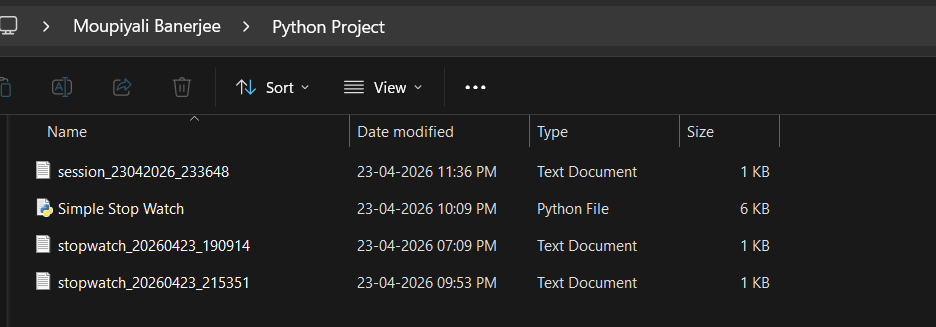 Moupiyali Banerjee > Python Project
Sort View
Name Date modified Type Size
session_23042026_233648 23-04-2026 11:36 PM Text Document 1 KB
Simple Stop Watch 23-04-2026 10:09 PM Python File 6 KB
stopwatch_20260423_190914 23-04-2026 07:09 PM Text Document 1 KB
stopwatch_20260423_215351 23-04-2026 09:53 PM Text Document 1 KB